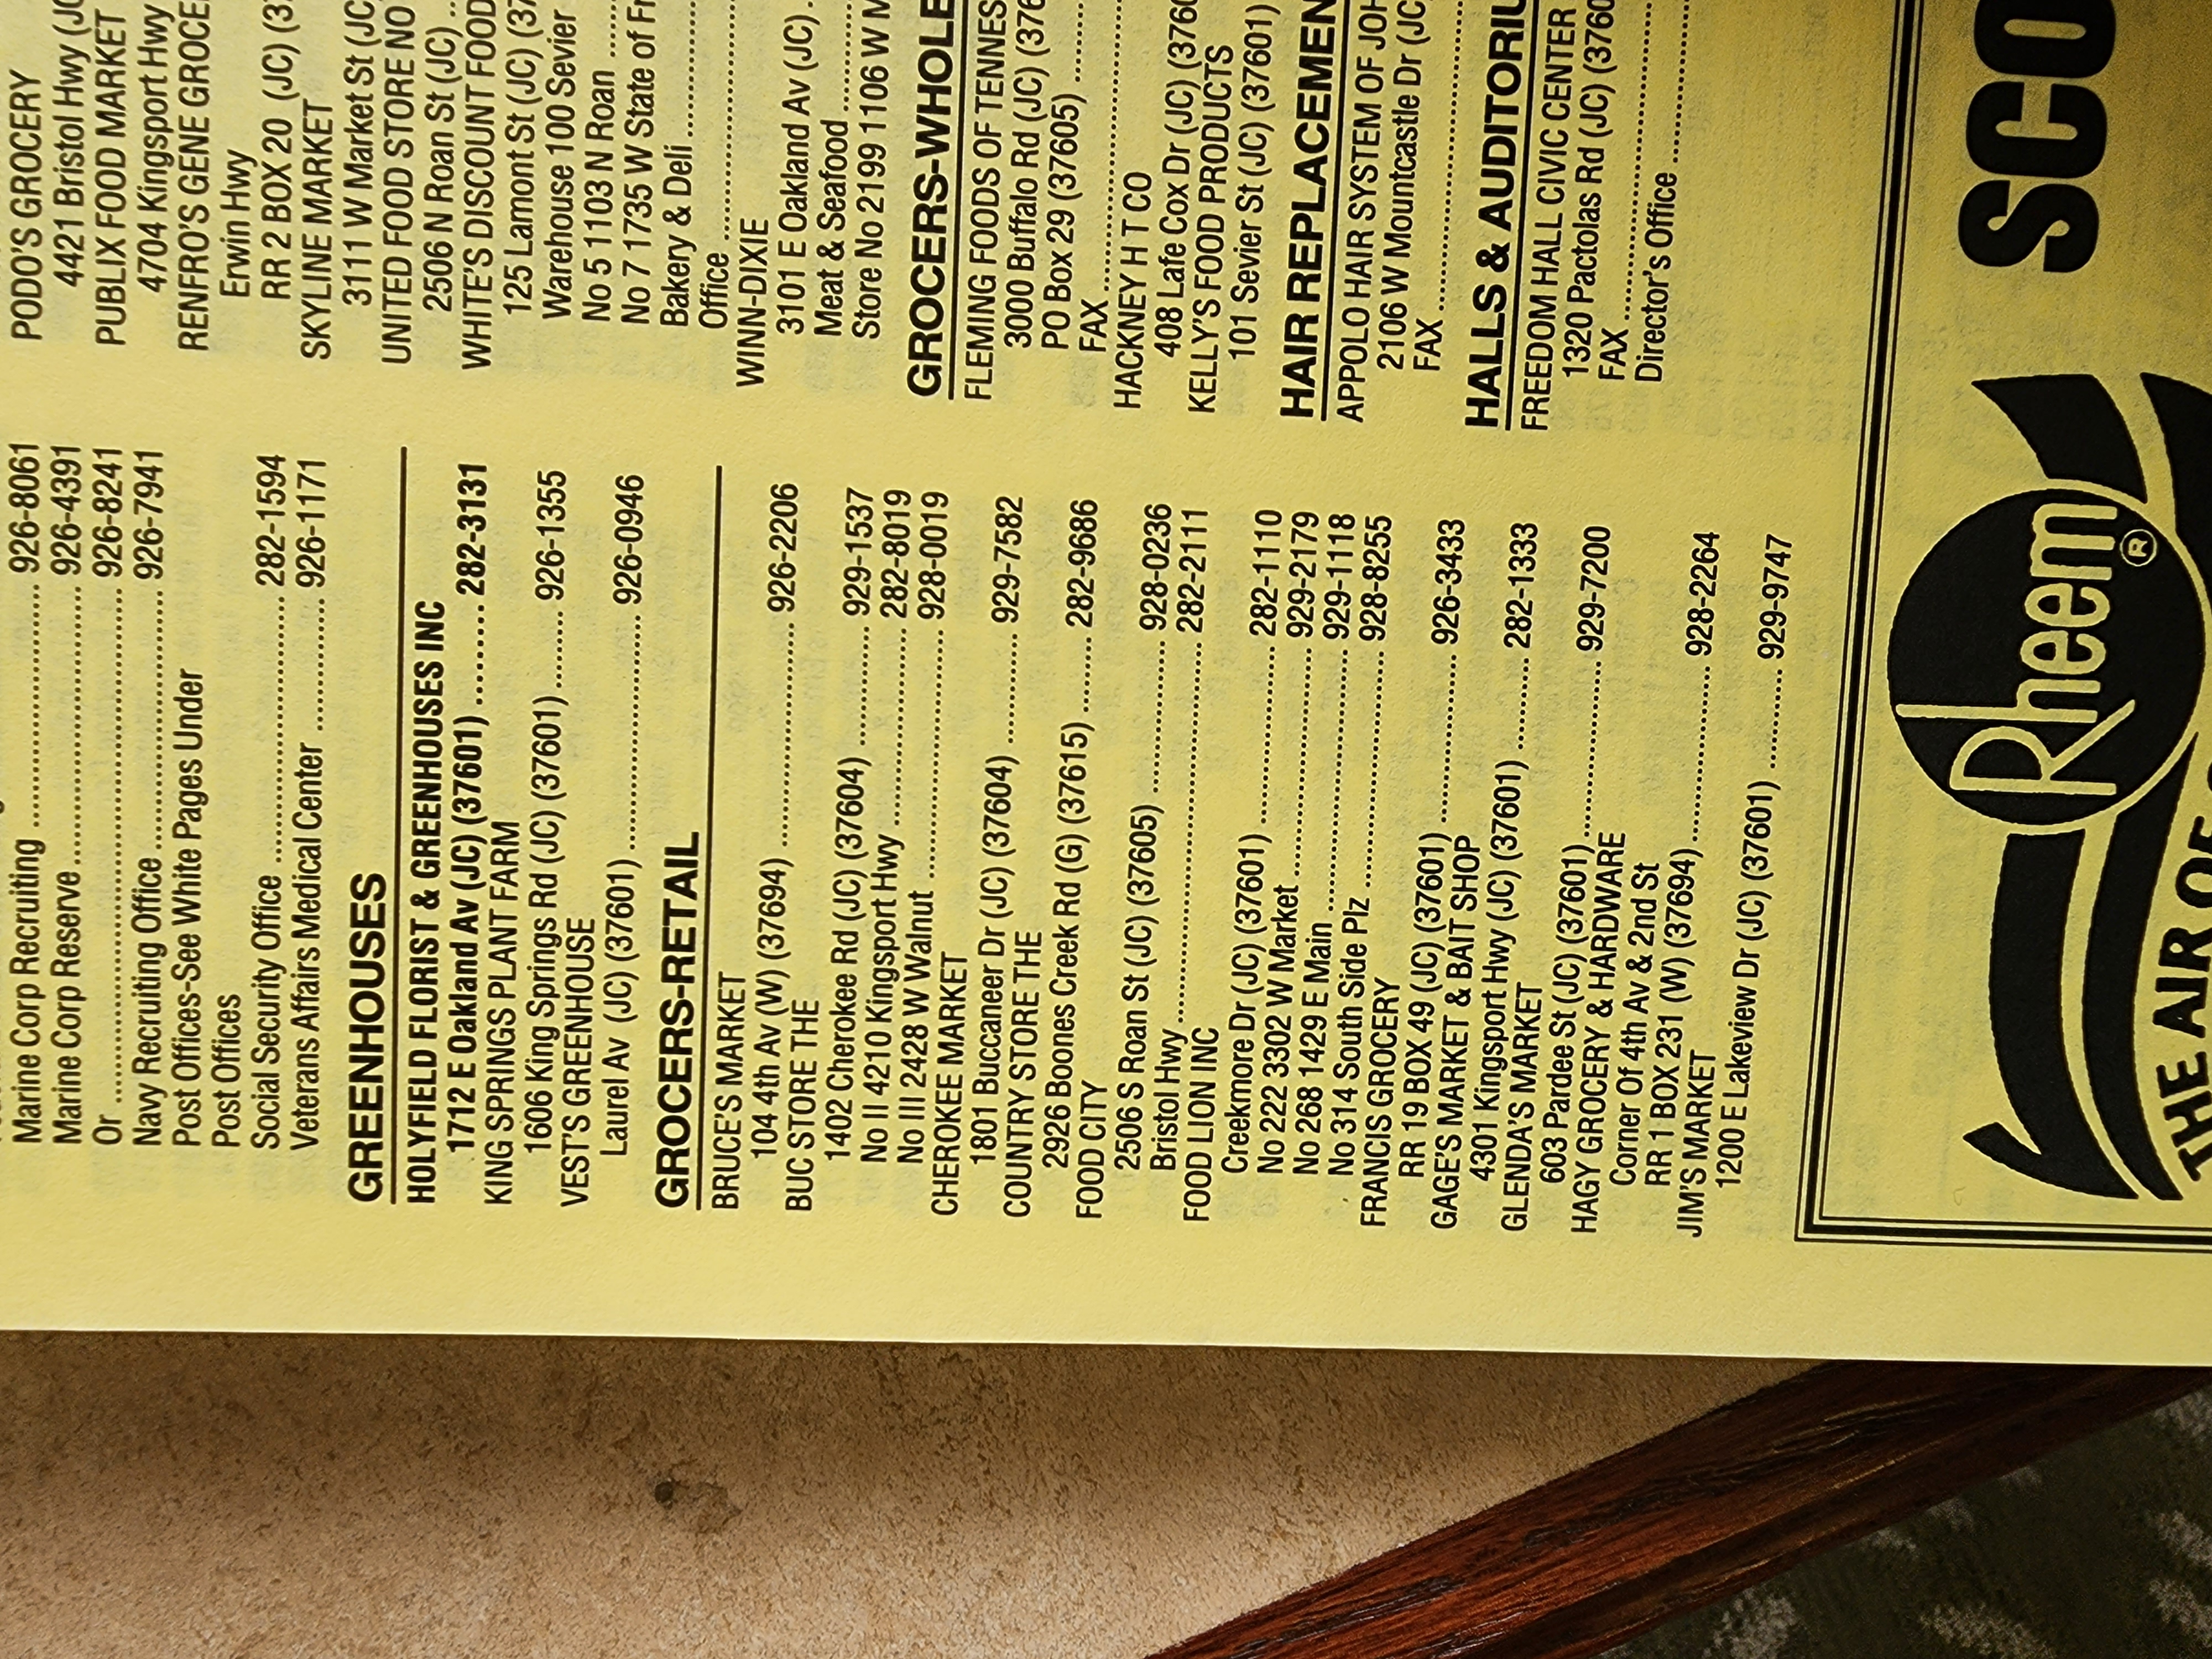 Marine Corp Recruiting ........ 926-8061
Marine Corp Reserve ........ 926-4391
Or ........ 926-8241
Navy Recruiting Office ........ 926-7941
Post Offices-See White Pages Under
Post Offices
Social Security Office ........ 282-1594
Veterans Affairs Medical Center ........ 926-1171
GREENHOUSES
HOLYFIELD FLORIST & GREENHOUSES INC
1712 E Oakland Av (JC) (37601) ........ 282-3131
KING SPRINGS PLANT FARM
1606 King Springs Rd (JC) (37601) ........ 926-1355
VEST'S GREENHOUSE
Laurel Av (JC) (37601) ........ 926-0946
GROCERS-RETAIL
BRUCE'S MARKET
104 4th Av (W) (37694) ........ 926-2206
BUC STORE THE
1402 Cherokee Rd (JC) (37604) ........ 929-1537
No II 4210 Kingsport Hwy ........ 282-8019
No III 2428 W Walnut ........ 928-0019
CHEROKEE MARKET
1801 Buccaneer Dr (JC) (37604) ........ 929-7582
COUNTRY STORE THE
2926 Boones Creek Rd (G) (37615) ........ 282-9686
FOOD CITY
2506 S Roan St (JC) (37605) ........ 928-0236
Bristol Hwy ........ 282-2111
FOOD LION INC
Creekmore Dr (JC) (37601) ........ 282-1110
No 222 3302 W Market ........ 929-2179
No 268 1429 E Main ........ 929-1118
No 314 South Side Plz ........ 928-8255
FRANCIS GROCERY
RR 19 BOX 49 (JC) (37601) ........ 926-3433
GAGE'S MARKET & BAIT SHOP
4301 Kingsport Hwy (JC) (37601) ........ 282-1333
GLENDA'S MARKET
603 Pardee St (JC) (37601) ........ 929-7200
HAGY GROCERY & HARDWARE
Corner Of 4th Av & 2nd St
RR 1 BOX 231 (W) (37694) ........ 928-2264
JIM'S MARKET
1200 E Lakeview Dr (JC) (37601) ........ 929-9747
PODO'S GROCERY
4421 Bristol Hwy
PUBLIX FOOD MARKET
4704 Kingsport Hwy
RENFRO'S GENE
Erwin Hwy
RR 2 BOX 20 (JC)
SKYLINE MARKET
3111 W Market St
UNITED FOOD STORE NO
2506 N Roan St (JC) ..
WHITE'S DISCOUNT FOOD
125 Lamont St (JC)
Warehouse 100 Sevier
No 5 1103 N Roan ......
No 7 1735 W State of
Bakery & Deli ........
Office ........
WINN-DIXIE
3101 E Oakland Av (JC) .
Meat & Seafood ........
Store No 2199 1106 W
GROCERS-
FLEMING FOODS OF
3000 Buffalo Rd (JC)
PO Box 29 (37605) ........
FAX ........
HACKNEY H T CO
408 Lafe Cox Dr (JC)
KELLY'S FOOD PRODUCTS
101 Sevier St (JC) (37601)
HAIR
APPOLO HAIR SYSTEM OF
2106 W Mountcastle Dr
FAX ........
HALLS &
FREEDOM HALL CIVIC CENTER
1320 Pactolas Rd (JC)
FAX ........
Director's Office ........
Rheem®
THE AIR OF
SCO